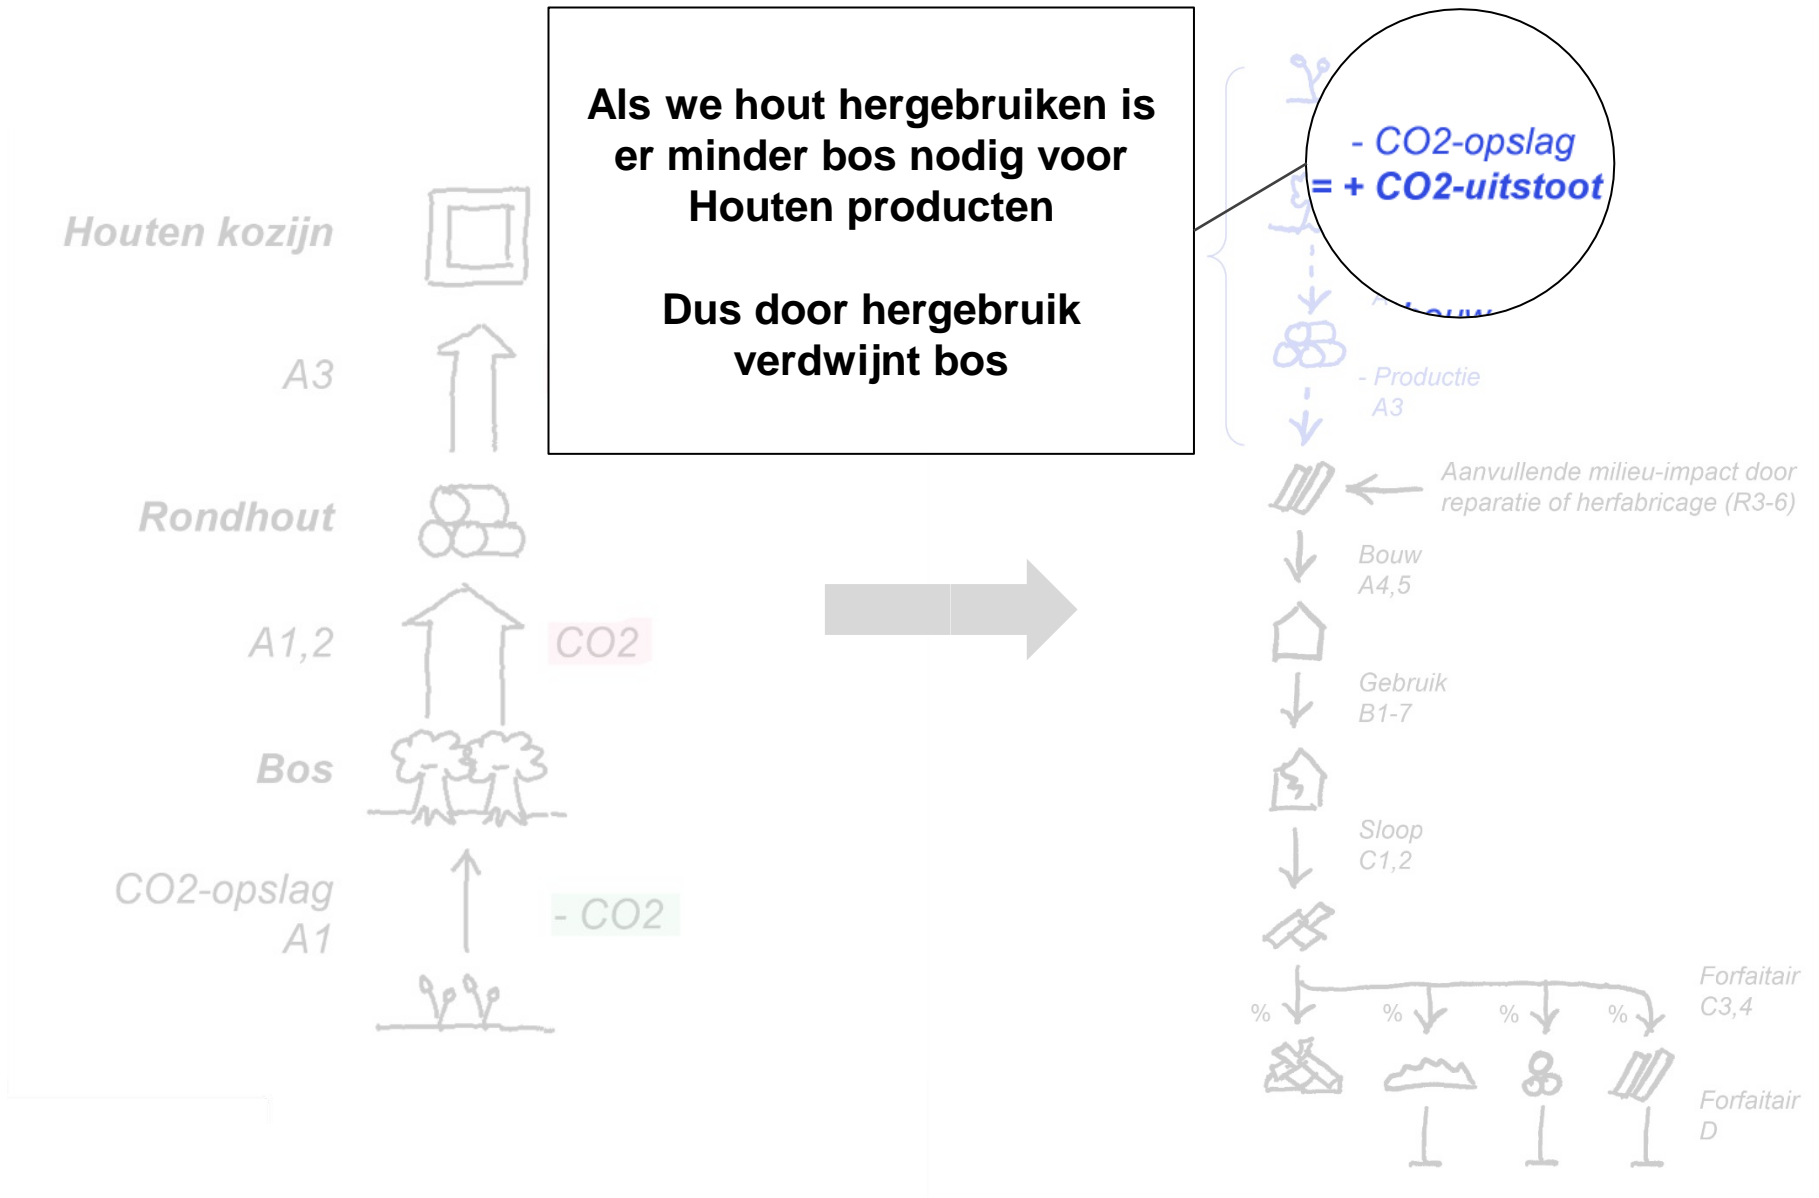 Als we hout hergebruiken is
er minder bos nodig voor
Houten producten
Dus door hergebruik
verdwijnt bos
- CO2-opslag
= + CO2-uitstoot
Houten kozijn
A3
Rondhout
A1,2
CO2
Bos
CO2-opslag
A1
- CO2
- Productie
A3
Aanvullende milieu-impact door
reparatie of herfabricage (R3-6)
Bouw
A4,5
Gebruik
B1-7
Sloop
C1,2
Forfaitair
C3,4
% % % %
Forfaitair
D